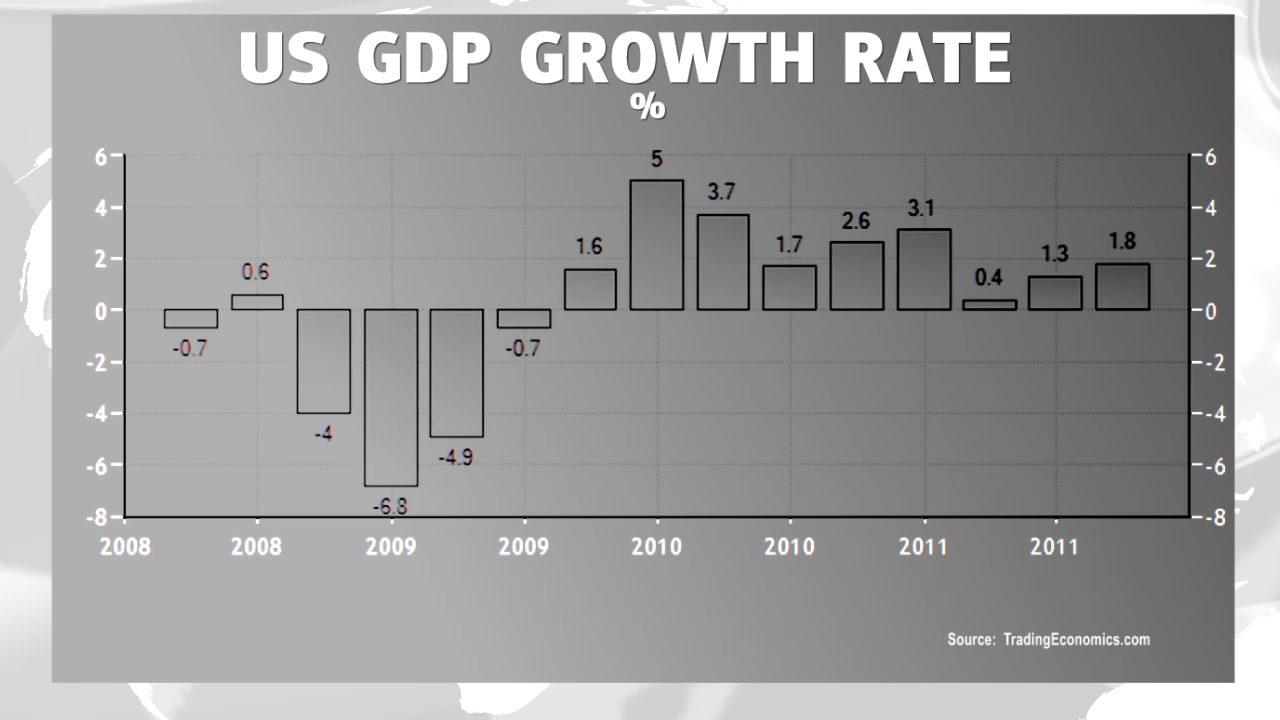 US GDP GROWTH RATE
%
6 5 6
4 3.7 4
3.1
2.6
2 0.6 1.6 1.7 0.4 1.3 1.8 2
0 0
-0.7 -0.7
-2 -2
-4 -4 -4
-4.9
-6 -6
-6.8
-8 -8
2008 2008 2009 2009 2010 2010 2011 2011
Source: TradingEconomics.com